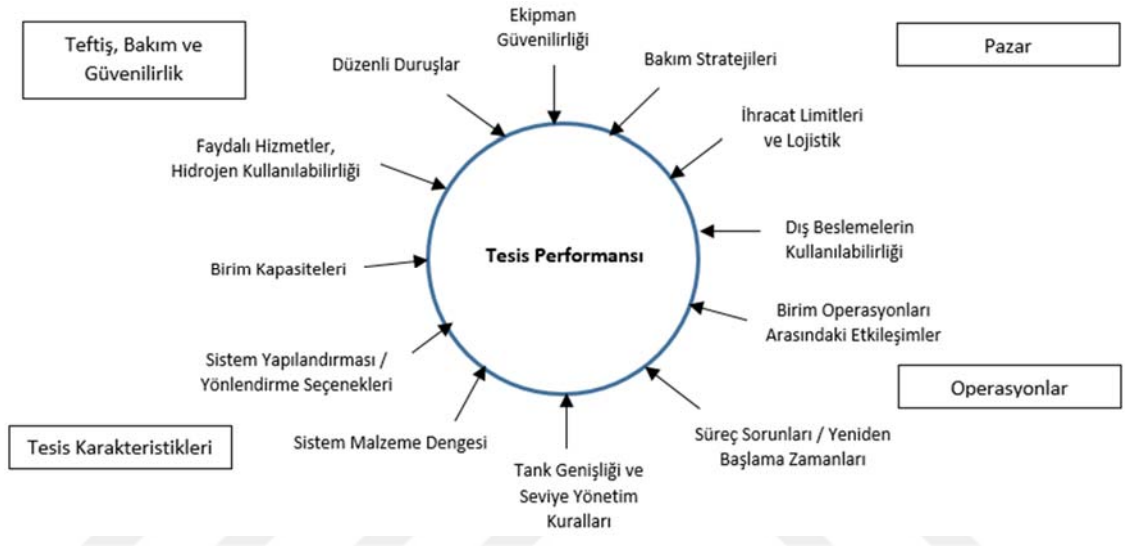 Teftiş, Bakım ve
Güvenilirlik
Ekipman
Güvenilirliği
Pazar
Düzenli Duruşlar
Bakım Stratejileri
İhracat Limitleri
ve Lojistik
Faydalı Hizmetler,
Hidrojen Kullanılabilirliği
Dış Beslemelerin
Kullanılabilirliği
Tesis Performansı
Birim Kapasiteleri
Birim Operasyonları
Arasındaki Etkileşimler
Sistem Yapılandırması /
Yönlendirme Seçenekleri
Operasyonlar
Tesis Karakteristikleri
Sistem Malzeme Dengesi
Süreç Sorunları / Yeniden
Başlama Zamanları
Tank Genişliği ve
Seviye Yönetim
Kuralları